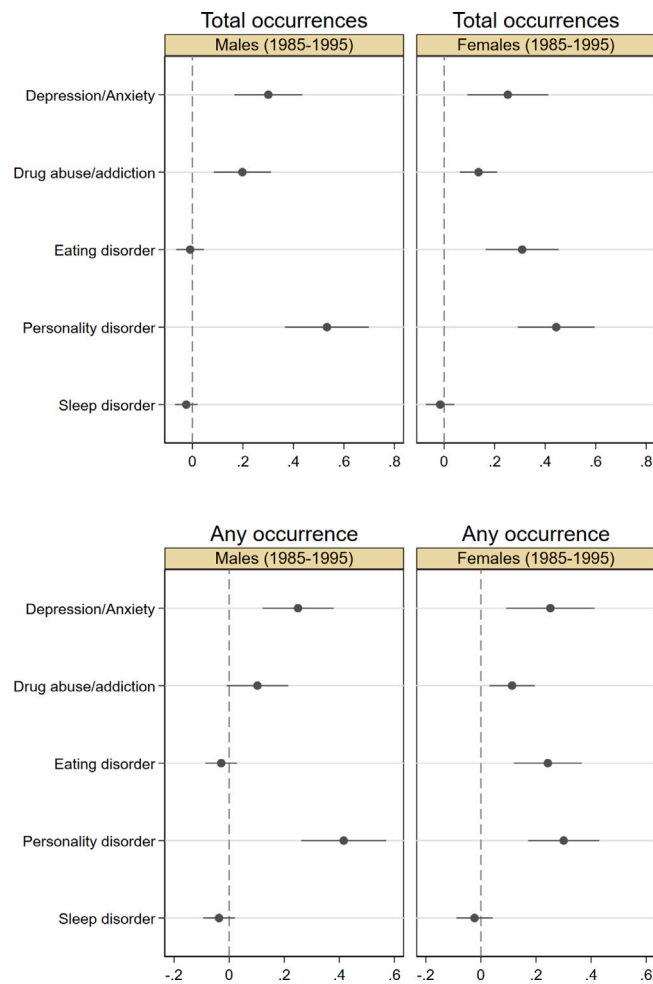 Total occurrences Total occurrences
Males (1985-1995) Females (1985-1995)
Depression/Anxiety
Drug abuse/addiction
Eating disorder
Personality disorder
Sleep disorder
0 .2 .4 .6 .8 0 .2 .4 .6 .8
Any occurrence Any occurrence
Males (1985-1995) Females (1985-1995)
Depression/Anxiety
Drug abuse/addiction
Eating disorder
Personality disorder
Sleep disorder
-.2 0 .2 .4 .6 -.2 0 .2 .4 .6